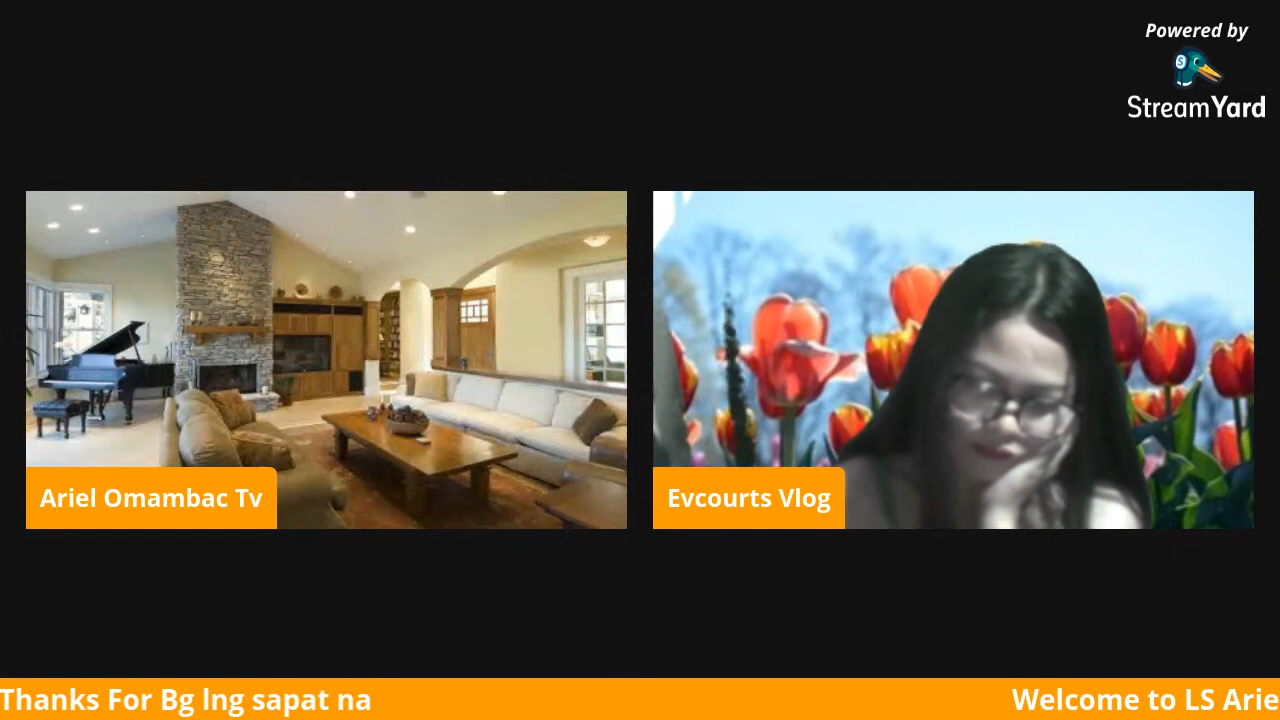 Powered by
StreamYard
Ariel Omambac Tv
Evcourts Vlog
Thanks For Bg lng sapat na
Welcome to LS Arie